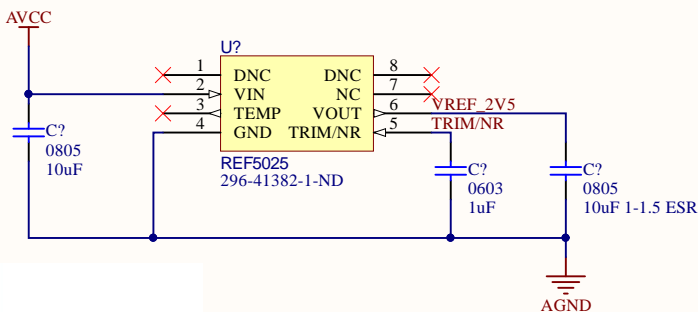 AVCC
U?
1 DNC DNC 8
2 VIN NC 7
3 TEMP VOUT 6 VREF_2V5
4 GND TRIM/NR 5 TRIM/NR
REF5025
296-41382-1-ND
C?
0805
10uF
C?
0603
1uF
C?
0805
10uF 1-1.5 ESR
AGND